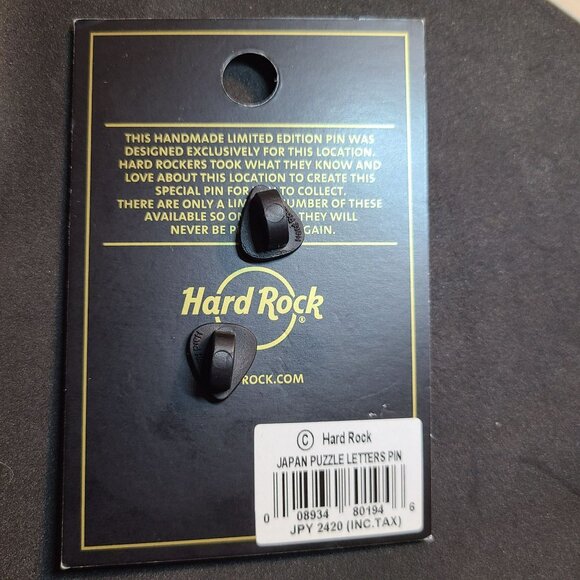 THIS HANDMADE LIMITED EDITION PIN WAS
DESIGNED EXCLUSIVELY FOR THIS LOCATION.
HARD ROCKERS TOOK WHAT THEY KNOW AND
LOVE ABOUT THIS LOCATION TO CREATE THIS
SPECIAL PIN FOR TO COLLECT.
THERE ARE ONLY A NUMBER OF THESE
AVAILABLE SO THEY WILL
NEVER BE
Hard Rock
®
ROCK.COM
© Hard Rock
JAPAN PUZZLE LETTERS PIN
0 08934 80194 6
JPY 2420 (INC.TAX)